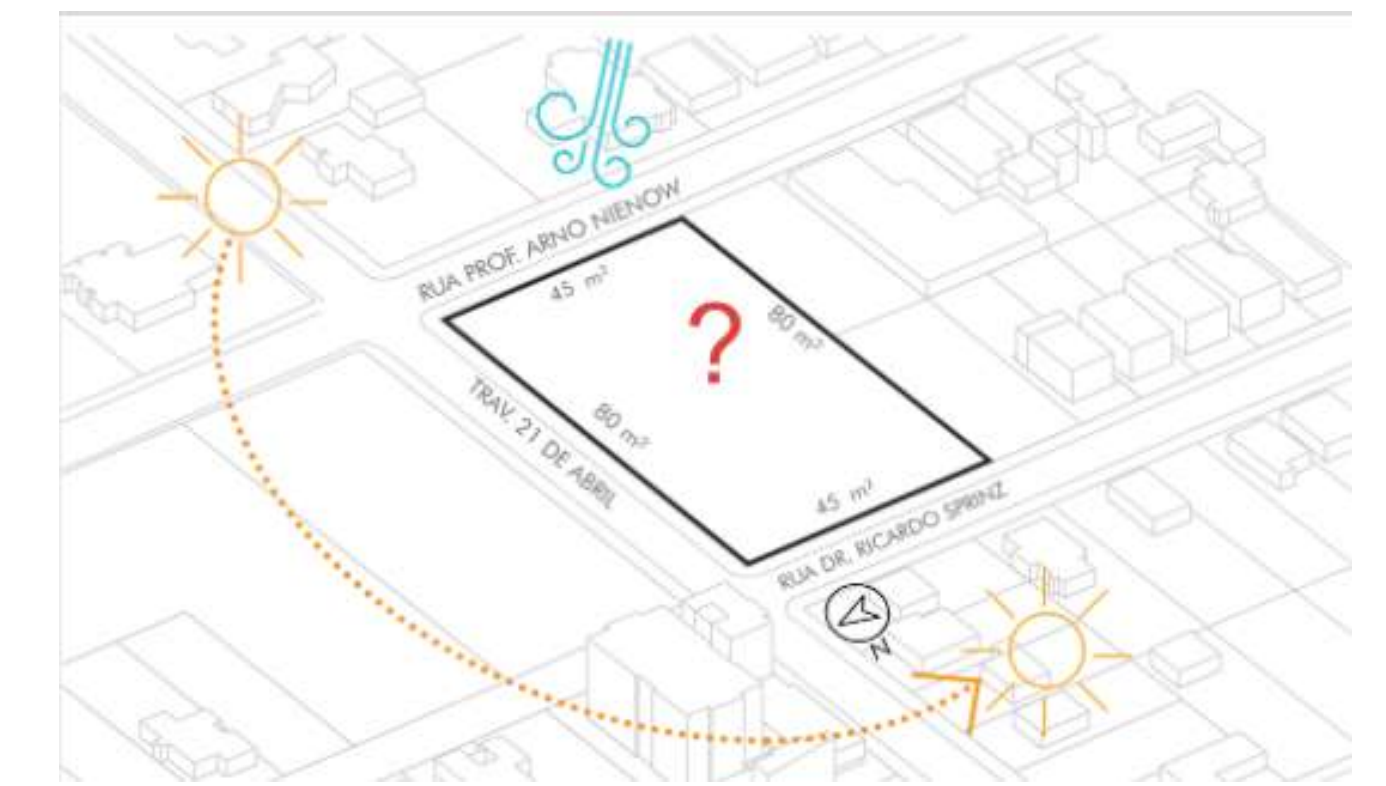 RUA PROF. ARNO NIENOW
45 m²
?
80 m²
TRAV. 21 DE ABRIL
80 m²
45 m²
RUA DR. RICARDO SPRINZ
N